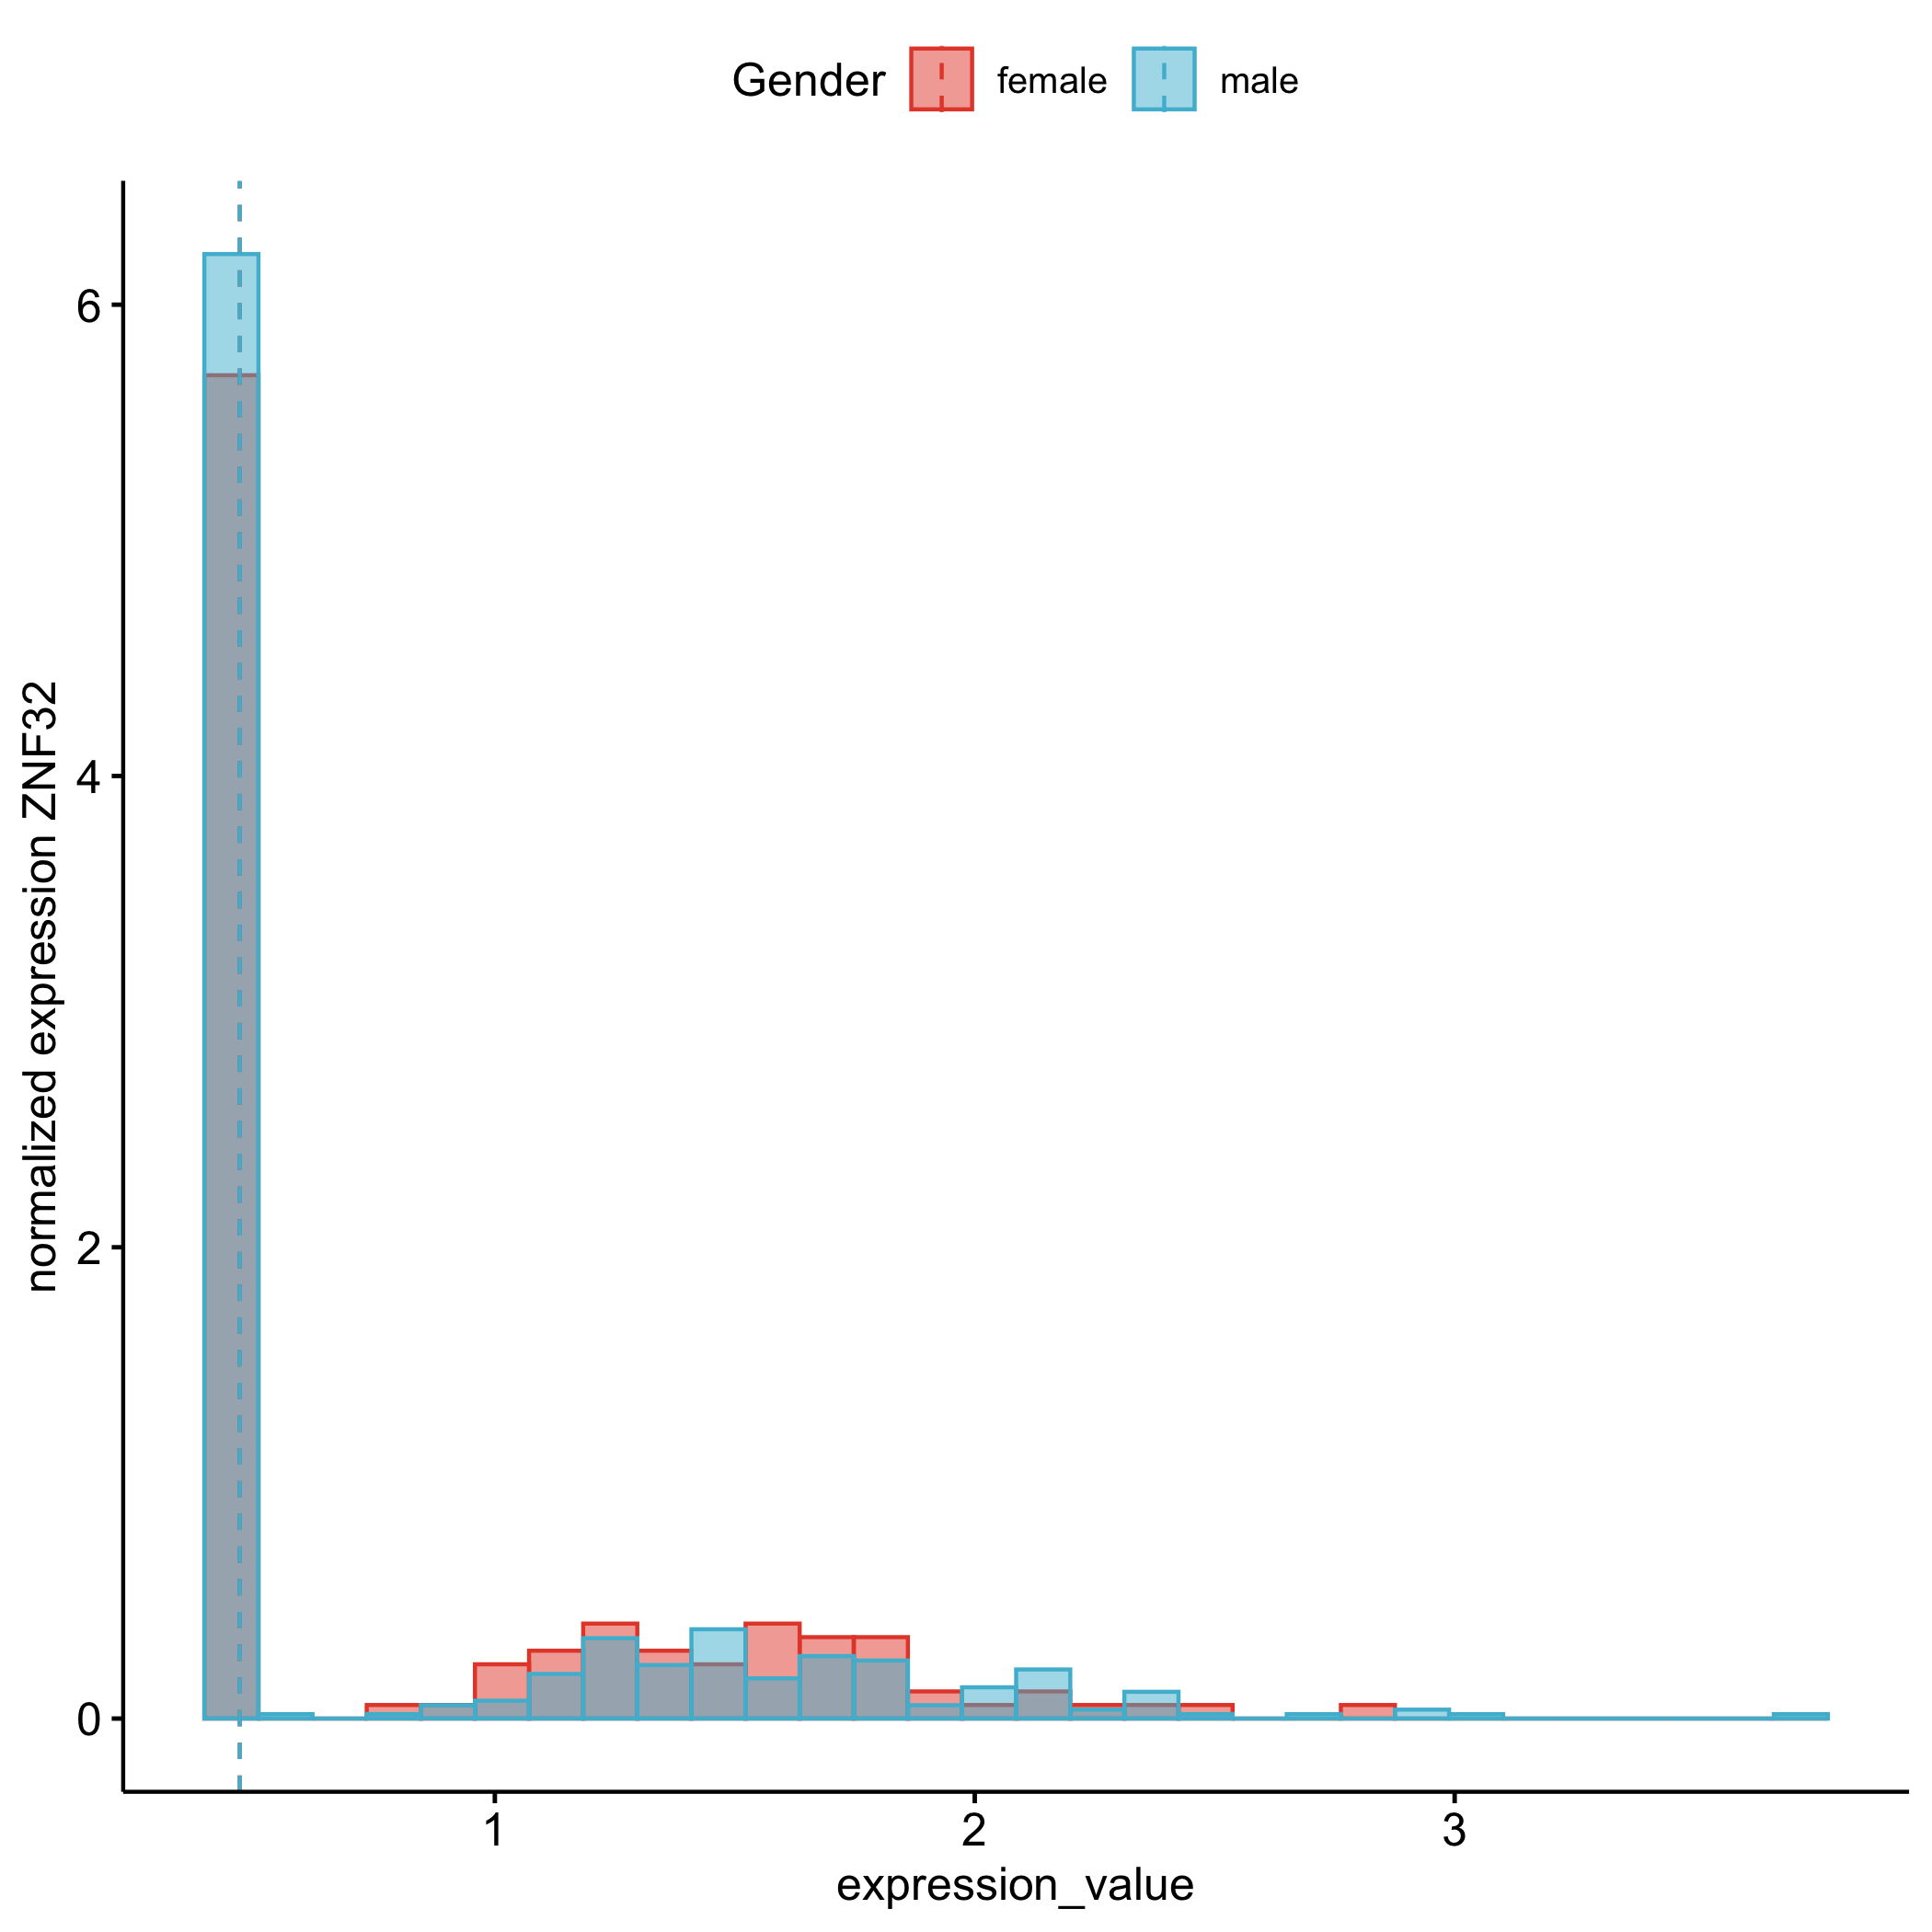 Gender female male
normalized expression ZNF32
6
4
2
0
1 2 3
expression_value